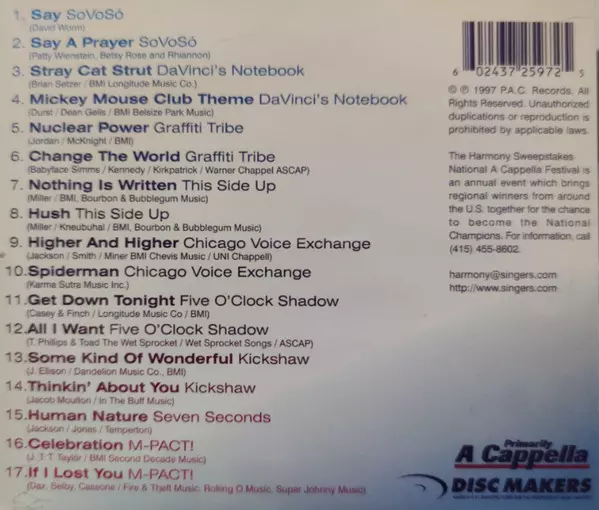 1. Say SoVoSó
(David Worm)
2. Say A Prayer SoVoSó
(Patty Wienstein, Betsy Rose and Rhiannon)
3. Stray Cat Strut DaVinci's Notebook
(Brian Setzer / BMI Longitude Music Co.)
4. Mickey Mouse Club Theme DaVinci's Notebook
(Durst / Dean Gells / BMI Belsize Park Music)
5. Nuclear Power Graffiti Tribe
(Jordan / McKnight / BMI)
6. Change The World Graffiti Tribe
(Babyface Simms / Kennedy / Kirkpatrick / Warner Chappel ASCAP)
7. Nothing Is Written This Side Up
(Miller / BMI, Bourbon & Bubblegum Music)
8. Hush This Side Up
(Miller / Kneubuhal / BMI, Bourbon & Bubblegum Music)
9. Higher And Higher Chicago Voice Exchange
(Jackson / Smith / Miner BMI Chevis Music / UNI Chappell)
10. Spiderman Chicago Voice Exchange
(Karma Sutra Music Inc.)
11. Get Down Tonight Five O'Clock Shadow
(Casey & Finch / Longitude Music Co / BMI)
12. All I Want Five O'Clock Shadow
(T. Phillips & Toad The Wet Sprocket / Wet Sprocket Songs / ASCAP)
13. Some Kind Of Wonderful Kickshaw
(J. Ellison / Dandelion Music Co., BMI)
14. Thinkin' About You Kickshaw
(Jacob Moulton / In The Buff Music)
15. Human Nature Seven Seconds
(Jackson / Jones / Temperton)
16. Celebration M-PACT!
(J. T. T Taylor / BMI Second Decade Music)
17. If I Lost You M-PACT!
(Dax, Selby, Cassone / Fire & Theft Music, Rolling O Music, Super Johnny Music)
6 02437 25972 5
© ℗ 1997 P.A.C. Records. All
Rights Reserved. Unauthorized
duplications or reproduction is
prohibited by applicable laws.
The Harmony Sweepstakes
National A Cappella Festival is
an annual event which brings
regional winners from around
the U.S. together for the chance
to become the National
Champions. For information, call
(415) 455-8602.
harmony@singers.com
http://www.singers.com
Primarily
A Cappella
DISC MAKERS